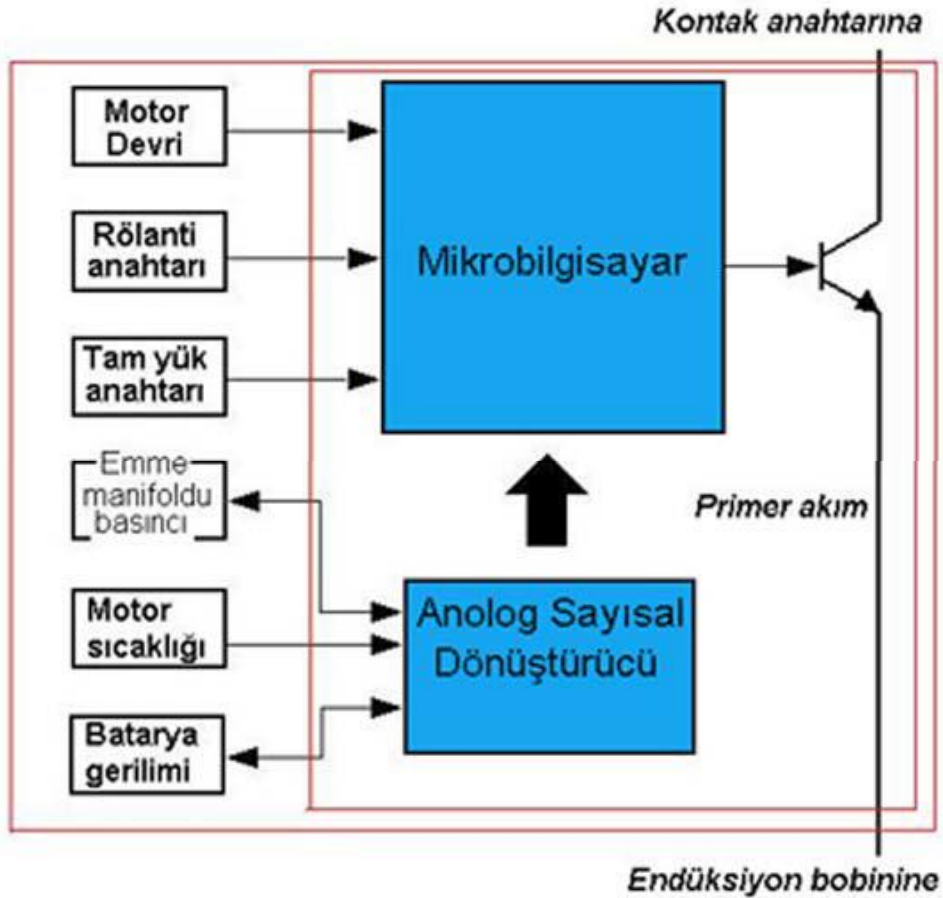 Kontak anahtarına
Motor
Devri
Rölanti
anahtarı
Tam yük
anahtarı
Emme
manifoldu
basıncı
Motor
sıcaklığı
Batarya
gerilimi
Mikrobilgisayar
Anolog Sayısal
Dönüştürücü
Primer akım
Endüksiyon bobinine